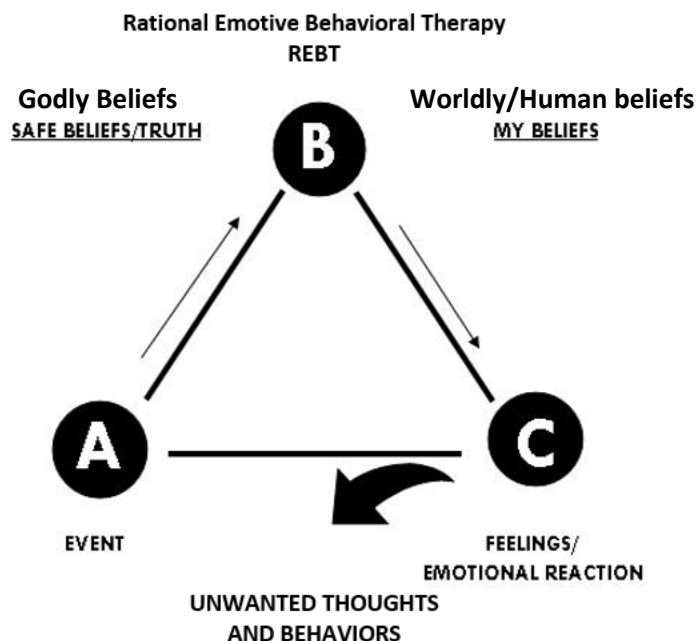 Rational Emotive Behavioral Therapy
REBT
Godly Beliefs
SAFE BELIEFS/TRUTH
Worldly/Human beliefs
MY BELIEFS
B
A
C
EVENT
FEELINGS/
EMOTIONAL REACTION
UNWANTED THOUGHTS
AND BEHAVIORS